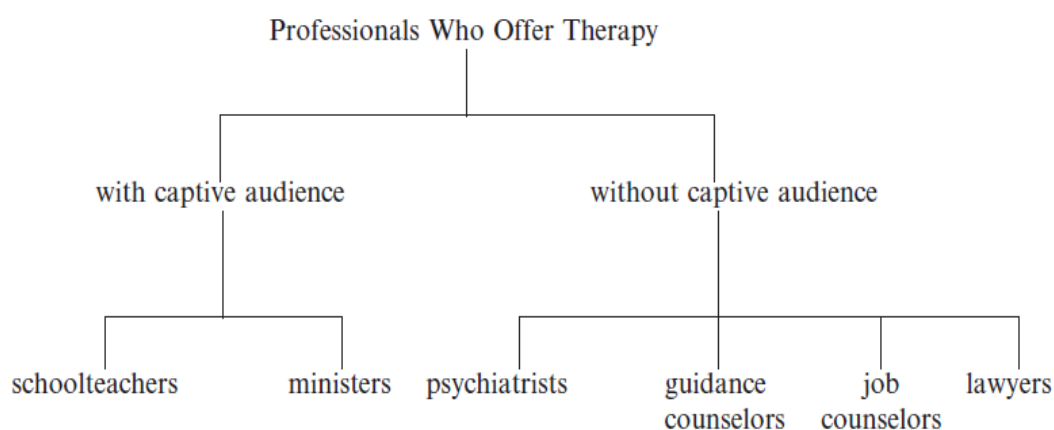 Professionals Who Offer Therapy
with captive audience
without captive audience
schoolteachers
ministers
psychiatrists
guidance
counselors
job
counselors
lawyers